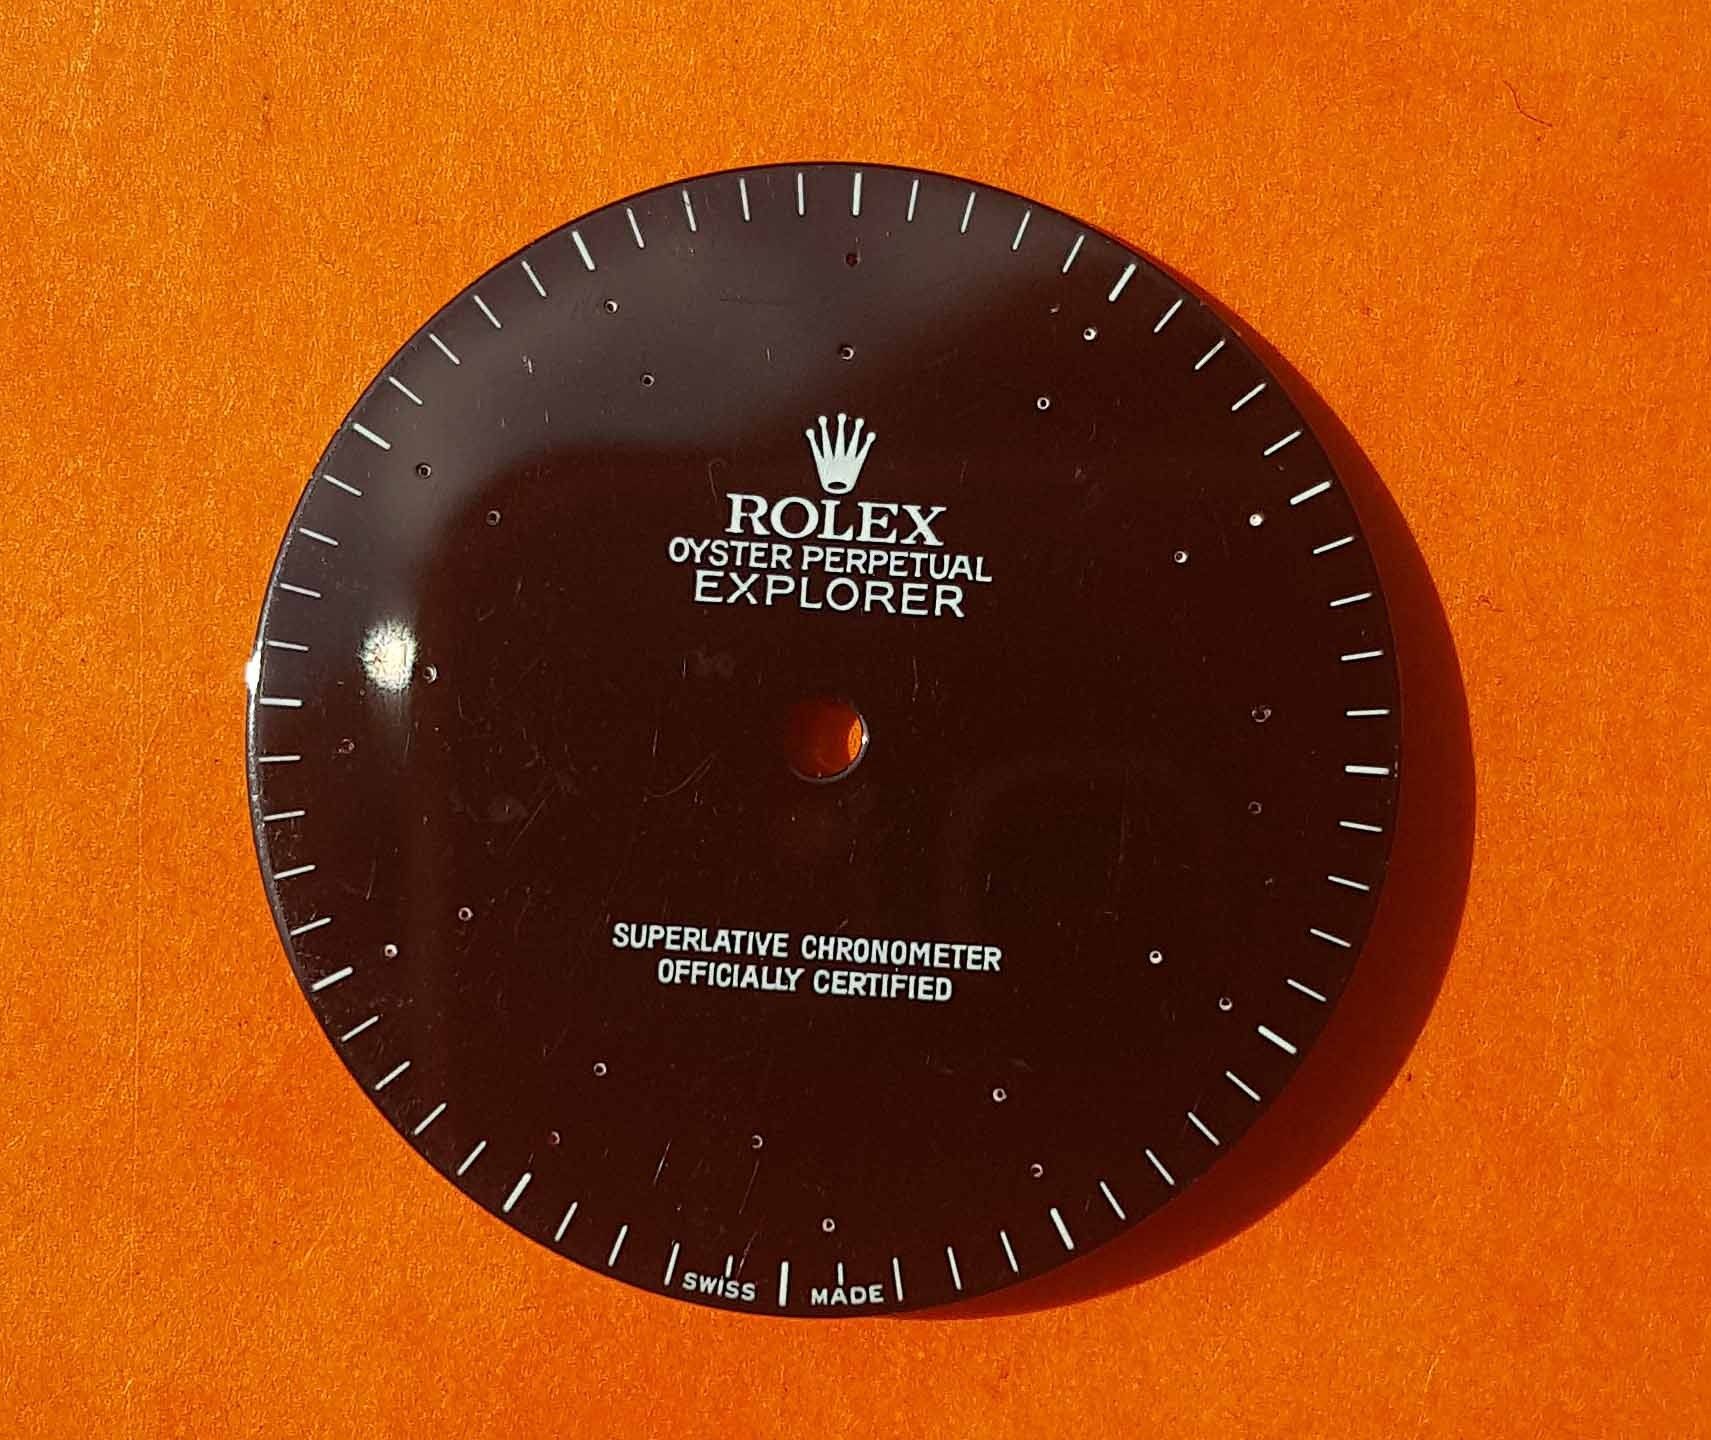 ROLEX
OYSTER PERPETUAL
EXPLORER
SUPERLATIVE CHRONOMETER
OFFICIALLY CERTIFIED
SWISS MADE